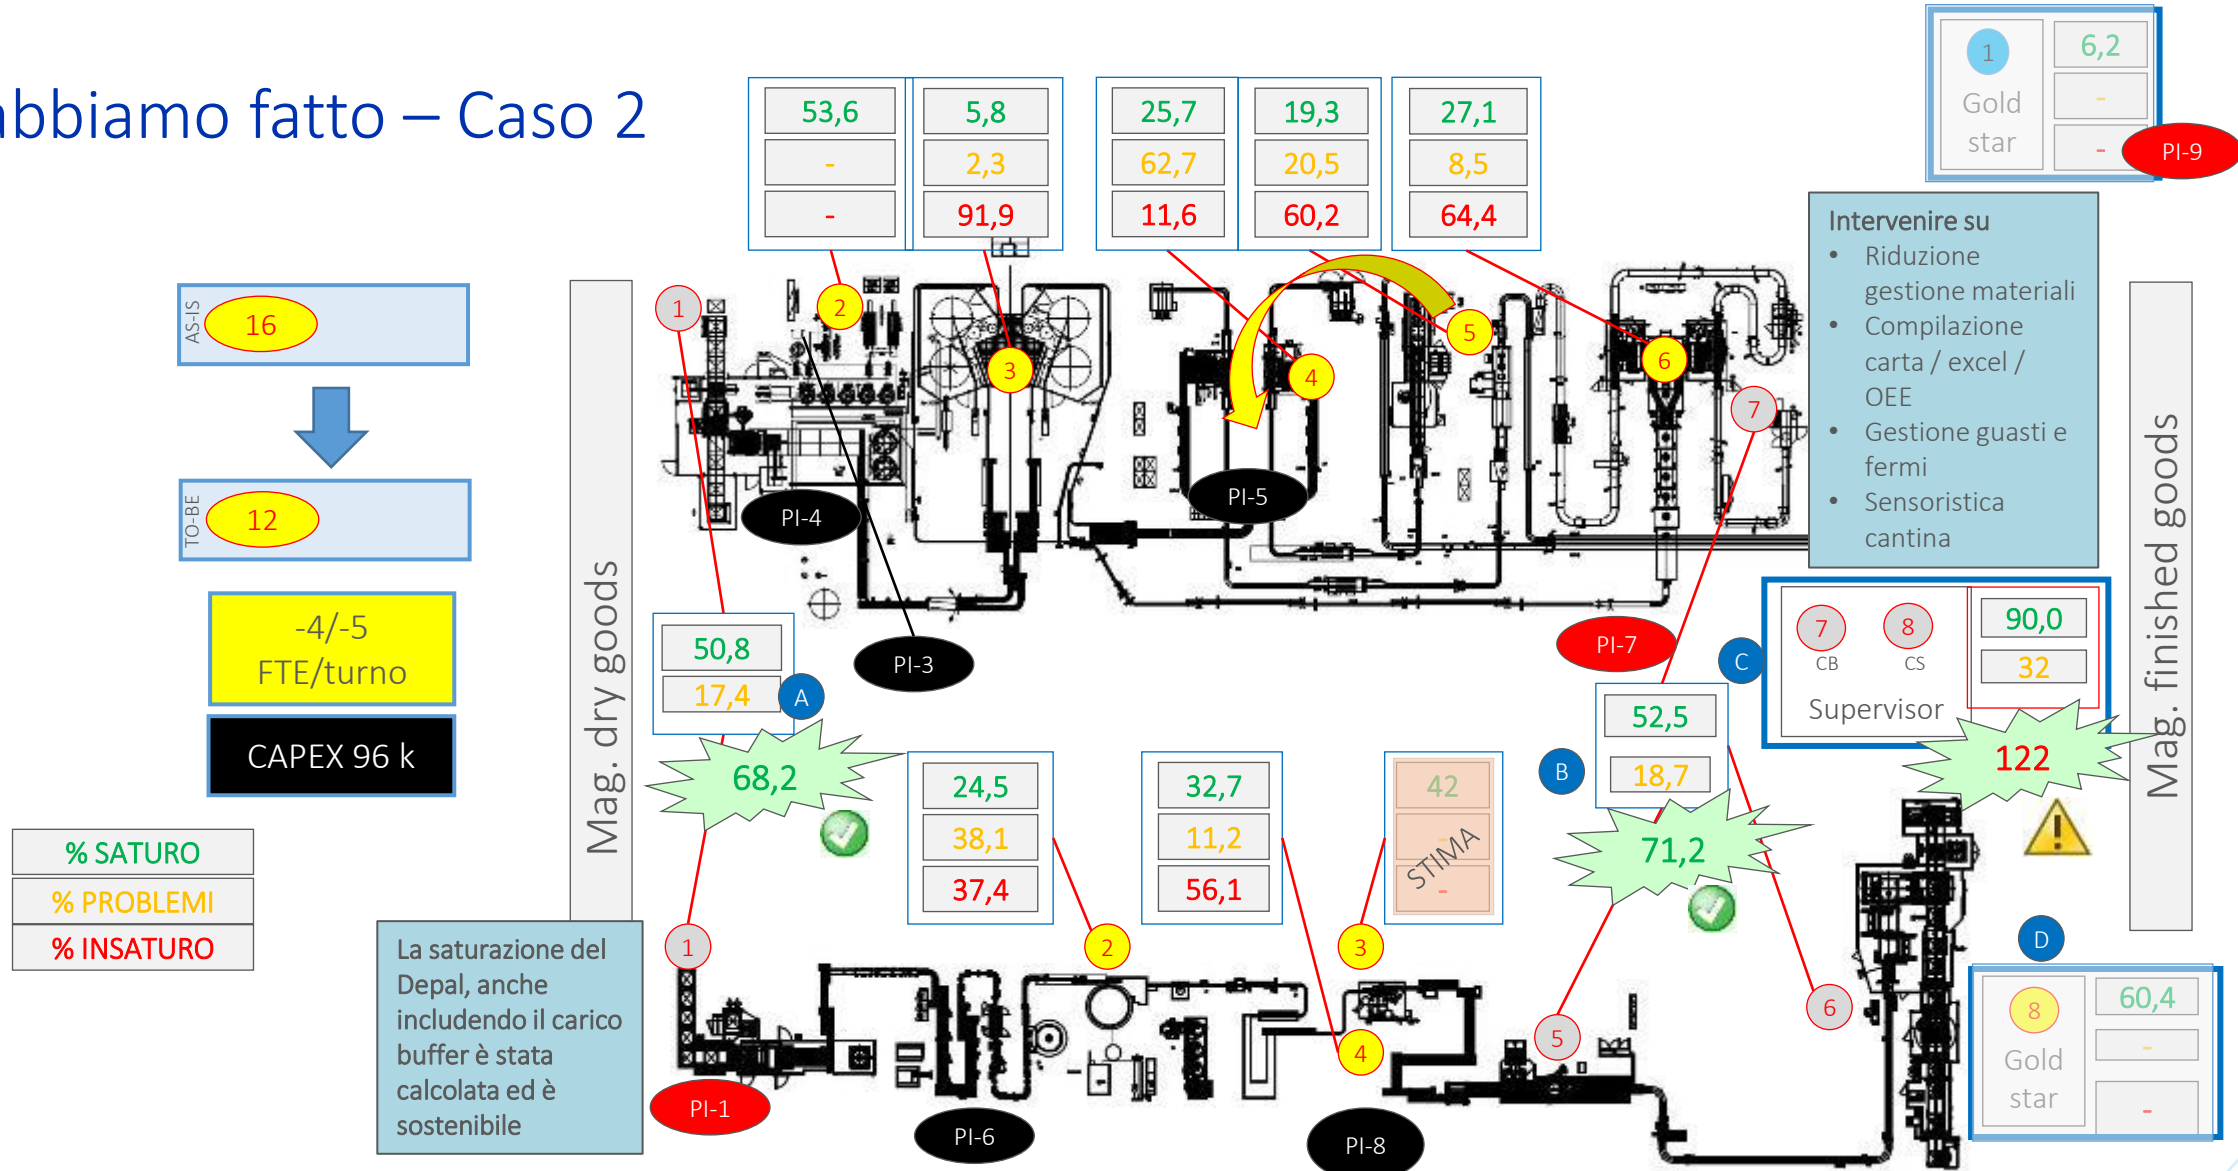 abbiamo fatto – Caso 2
1
Gold
star
6,2
-
-
PI-9
53,6
-
-
5,8
2,3
91,9
25,7
62,7
11,6
19,3
20,5
60,2
27,1
8,5
64,4
Intervenire su
• Riduzione
gestione materiali
• Compilazione
carta / excel /
OEE
• Gestione guasti e
fermi
• Sensoristica
cantina
AS-IS
16
TO-BE
12
-4/-5
FTE/turno
CAPEX 96 k
% SATURO
% PROBLEMI
% INSATURO
Mag. dry goods
Mag. finished goods
1
2
3
4
5
6
7
PI-4
PI-5
PI-3
PI-7
50,8
17,4
A
68,2
24,5
38,1
37,4
32,7
11,2
56,1
42
-
-
STIMA
52,5
18,7
B
71,2
C
7
CB
8
CS
Supervisor
90,0
32
122
La saturazione del
Depal, anche
includendo il carico
buffer è stata
calcolata ed è
sostenibile
1
2
3
4
5
6
PI-1
PI-6
PI-8
D
8
Gold
star
60,4
-
-